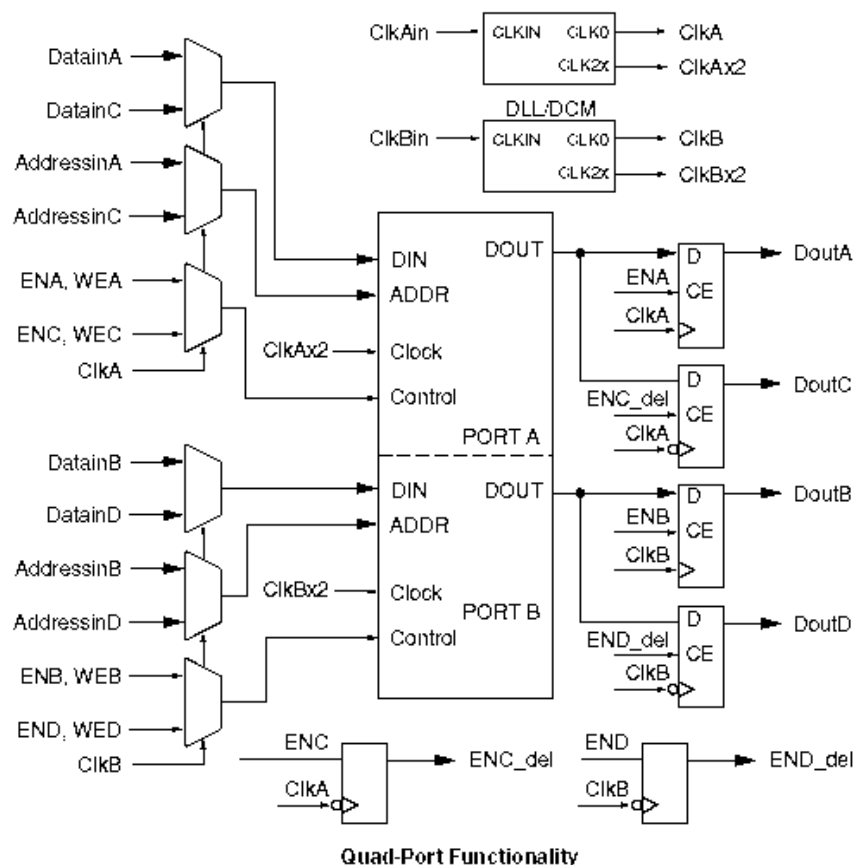 DatainA
DatainC
AddressinA
AddressinC
ENA, WEA
ENC, WEC
ClkA
ClkAin
CLKIN CLK0
CLK2x
ClkA
ClkAx2
DLL/DCM
ClkBin
CLKIN CLK0
CLK2x
ClkB
ClkBx2
DIN
DOUT
ADDR
ClkAx2
Clock
Control
PORT A
D
ENA
CE
ClkA
DoutA
D
ENC_del
CE
ClkA
DoutC
DatainB
DatainD
AddressinB
AddressinD
ENB, WEB
END, WED
ClkB
DIN
DOUT
ADDR
ClkBx2
Clock
PORT B
Control
D
ENB
CE
ClkB
DoutB
D
END_del
CE
ClkB
DoutD
ENC
ClkA
ENC_del
END
ClkB
END_del
Quad-Port Functionality